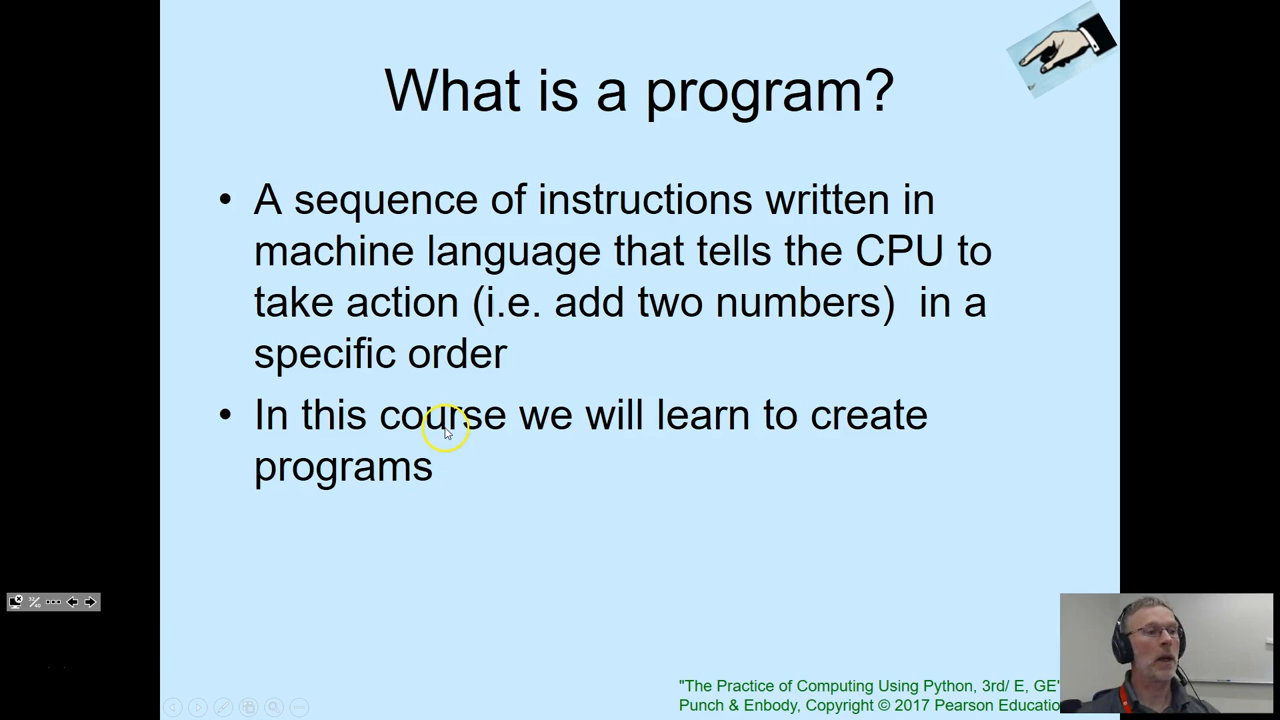 What is a program?
• A sequence of instructions written in
machine language that tells the CPU to
take action (i.e. add two numbers)  in a
specific order
• In this course we will learn to create
programs
"The Practice of Computing Using Python, 3rd/ E, GE"
Punch & Enbody, Copyright © 2017 Pearson Educatio